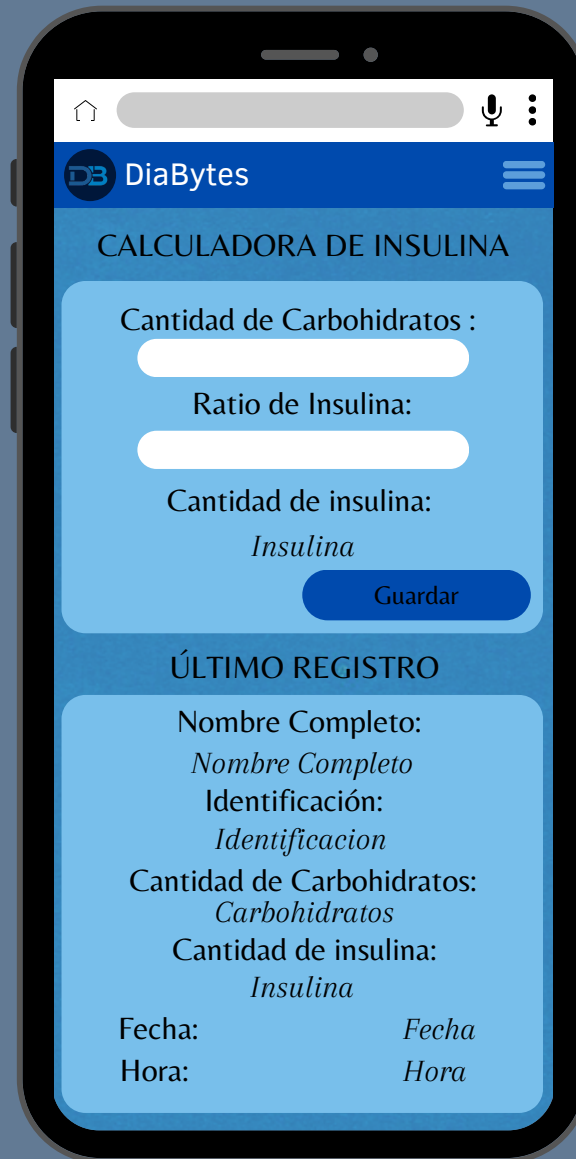 DB DiaBytes
CALCULADORA DE INSULINA
Cantidad de Carbohidratos :
Ratio de Insulina:
Cantidad de insulina:
Insulina
Guardar
ÚLTIMO REGISTRO
Nombre Completo:
Nombre Completo
Identificación:
Identificacion
Cantidad de Carbohidratos:
Carbohidratos
Cantidad de insulina:
Insulina
Fecha: Fecha
Hora: Hora